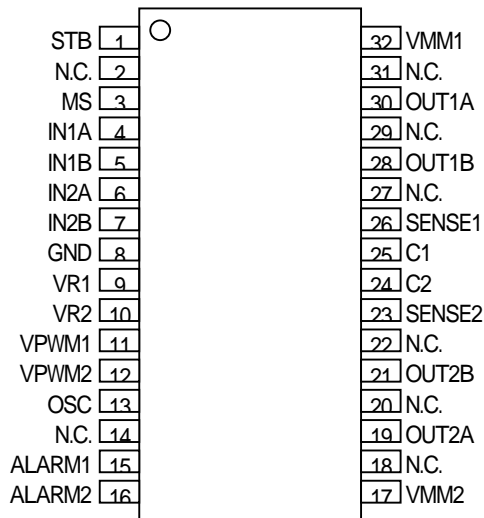 STB 1 32 VMM1
N.C. 2 31 N.C.
MS 3 30 OUT1A
IN1A 4 29 N.C.
IN1B 5 28 OUT1B
IN2A 6 27 N.C.
IN2B 7 26 SENSE1
GND 8 25 C1
VR1 9 24 C2
VR2 10 23 SENSE2
VPWM1 11 22 N.C.
VPWM2 12 21 OUT2B
OSC 13 20 N.C.
N.C. 14 19 OUT2A
ALARM1 15 18 N.C.
ALARM2 16 17 VMM2